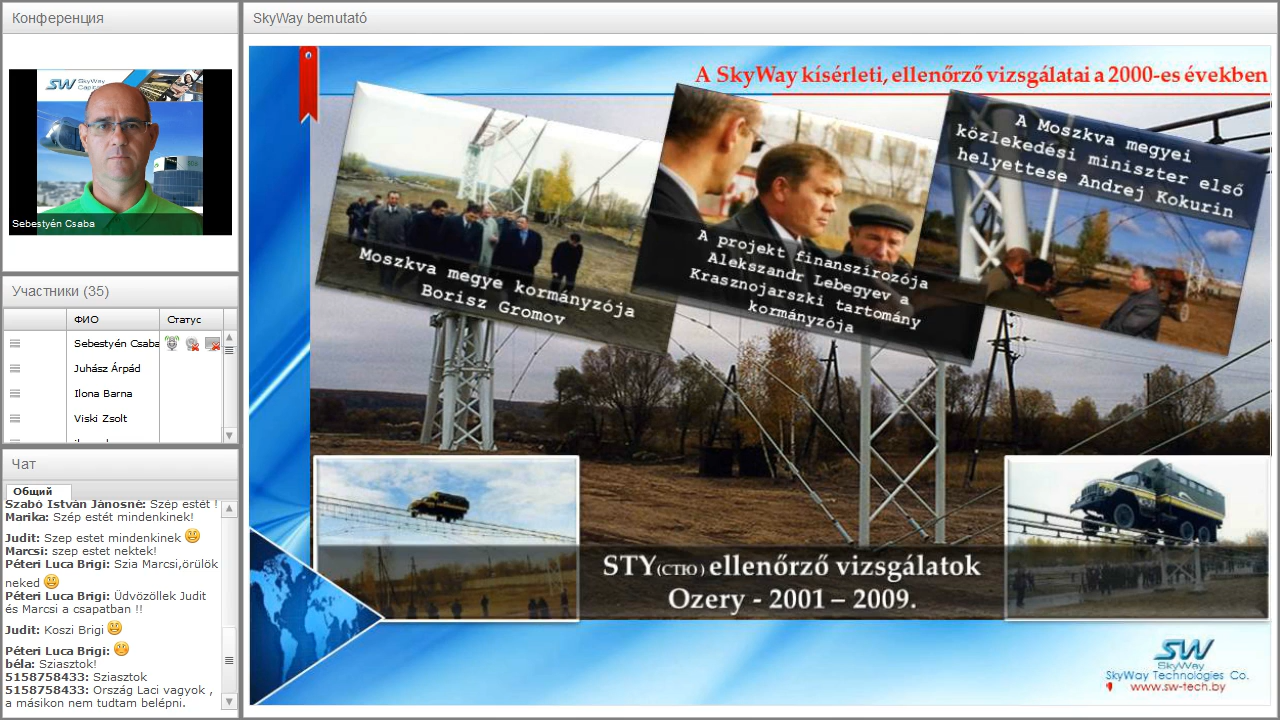 Конференция
SW SkyWay
Capital
Sebestyén Csaba
Участники (35)
ФИО Статус
Sebestyén Csaba
Juhász Árpád
Ilona Barna
Viski Zsolt
Чат
Общий
Szabó István Jánosné: Szép estét !
Marika: Szép estét mindenkinek!
Judit: Szep estet mindenkinek
Marcsi: szep estet nektek!
Péteri Luca Brigi: Szia Marcsi,örülök
neked
Péteri Luca Brigi: Üdvözöllek Judit
és Marcsi a csapatban !!
Judit: Koszi Brigi
Péteri Luca Brigi:
béla: Sziasztok!
5158758433: Sziasztok
5158758433: Ország Laci vagyok ,
a másikon nem tudtam belépni.
SkyWay bemutató
A SkyWay kísérleti, ellenőrző vizsgálatai a 2000-es években
Moszkva megye kormányzója
Borisz Gromov
A projekt finanszírozója
Alekszandr Lebegyev a
Krasznojarszki tartomány
kormányzója
A Moszkva megyei
közlekedési miniszter első
helyettese Andrej Kokurin
STY(СТЮ) ellenőrző vizsgálatok
Ozery - 2001 – 2009.
SW
SkyWay
SkyWay Technologies Co.
www.sw-tech.by